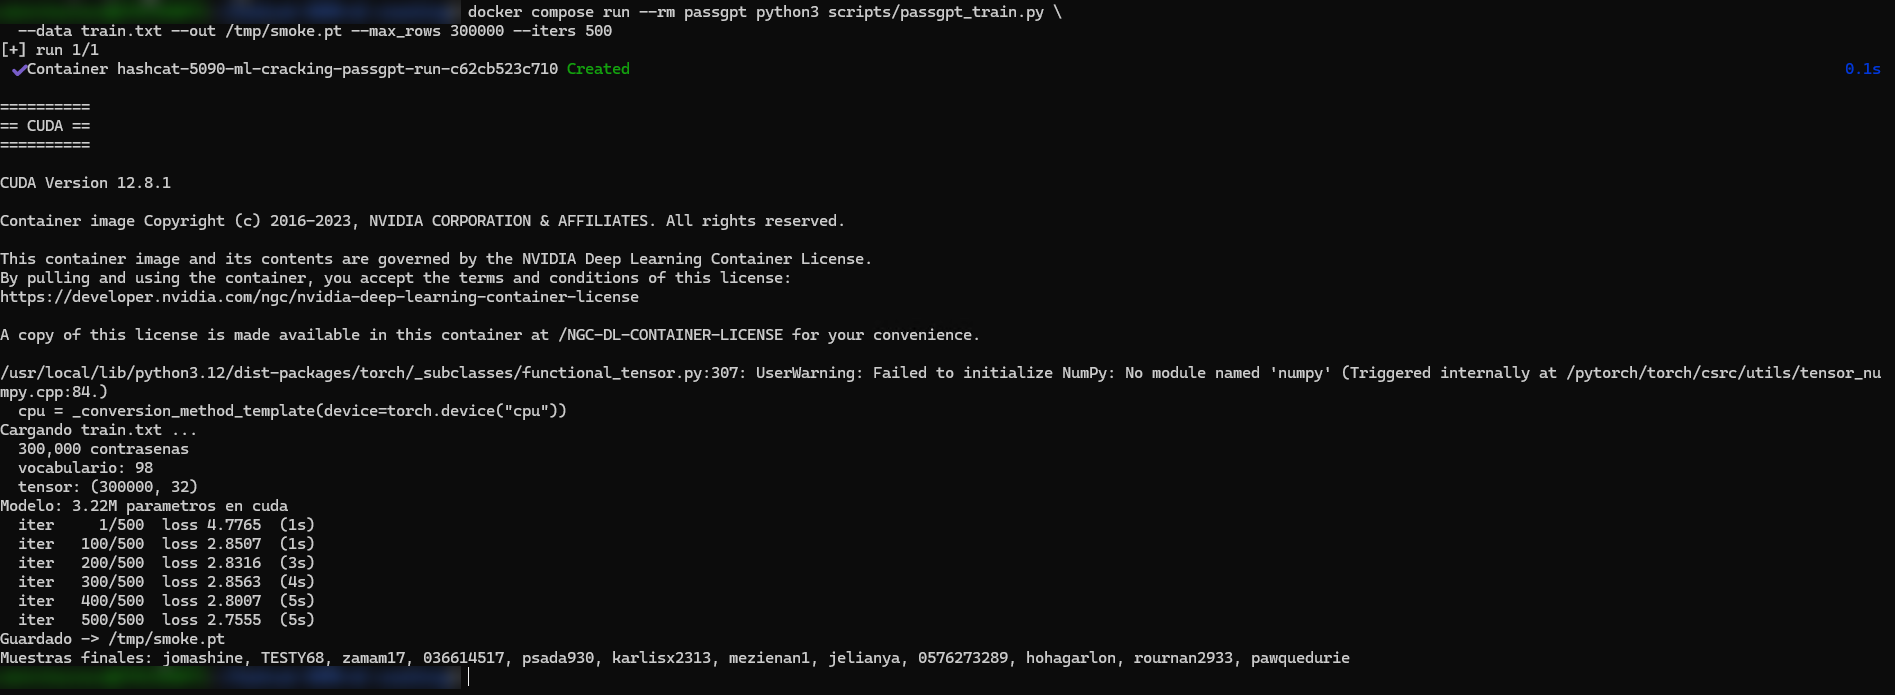 docker compose run --rm passgpt python3 scripts/passgpt_train.py \
--data train.txt --out /tmp/smoke.pt --max_rows 300000 --iters 500
[+] run 1/1
✔Container hashcat-5090-ml-cracking-passgpt-run-c62cb523c710 Created 0.1s
==========
== CUDA ==
==========
CUDA Version 12.8.1
Container image Copyright (c) 2016-2023, NVIDIA CORPORATION & AFFILIATES. All rights reserved.
This container image and its contents are governed by the NVIDIA Deep Learning Container License.
By pulling and using the container, you accept the terms and conditions of this license:
https://developer.nvidia.com/ngc/nvidia-deep-learning-container-license
A copy of this license is made available in this container at /NGC-DL-CONTAINER-LICENSE for your convenience.
/usr/local/lib/python3.12/dist-packages/torch/_subclasses/functional_tensor.py:307: UserWarning: Failed to initialize NumPy: No module named 'numpy' (Triggered internally at /pytorch/torch/csrc/utils/tensor_nu
mpy.cpp:84.)
cpu = _conversion_method_template(device=torch.device("cpu"))
Cargando train.txt ...
300,000 contrasenas
vocabulario: 98
tensor: (300000, 32)
Modelo: 3.22M parametros en cuda
iter 1/500 loss 4.7765 (1s)
iter 100/500 loss 2.8507 (1s)
iter 200/500 loss 2.8316 (3s)
iter 300/500 loss 2.8563 (4s)
iter 400/500 loss 2.8007 (5s)
iter 500/500 loss 2.7555 (5s)
Guardado -> /tmp/smoke.pt
Muestras finales: jomashine, TESTY68, zamam17, 036614517, psada930, karlisx2313, mezienan1, jelianya, 0576273289, hohagarlon, rournan2933, pawquedurie